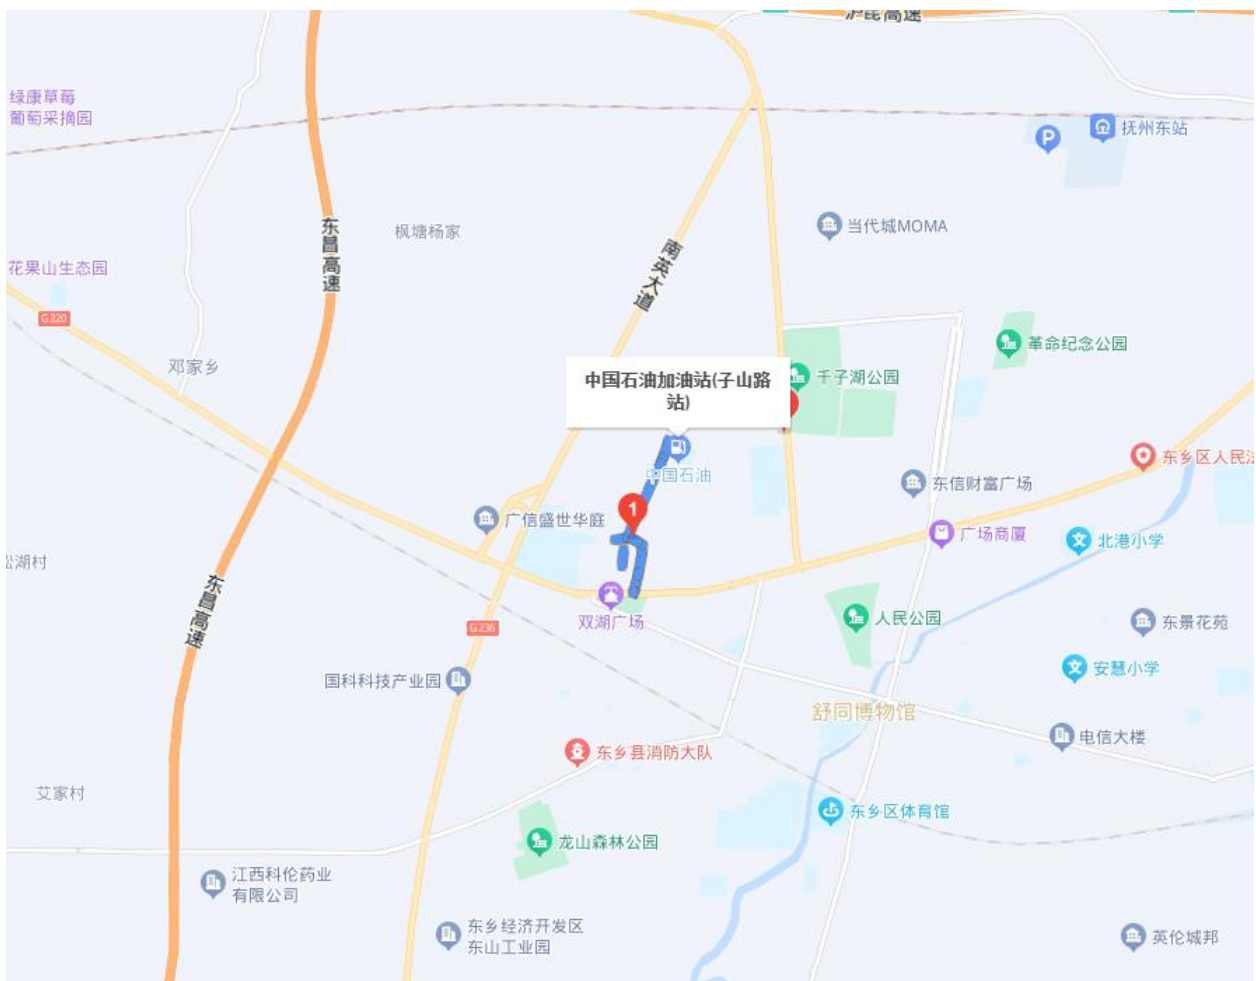 沪昆高速
绿康草莓
葡萄采摘园
P
抚州东站
东昌高速
枫塘杨家
南英大道
当代城MOMA
花果山生态园
G320
革命纪念公园
邓家乡
中国石油加油站(子山路
站)
千子湖公园
东乡区人民法
中国石油
东信财富广场
1
广信盛世华庭
广场商厦
北港小学
松湖村
东昌高速
双湖广场
人民公园
东景花苑
G236
国科科技产业园
安慧小学
舒同博物馆
电信大楼
东乡县消防大队
艾家村
东乡区体育馆
龙山森林公园
江西科伦药业
有限公司
东乡经济开发区
东山工业园
英伦城邦